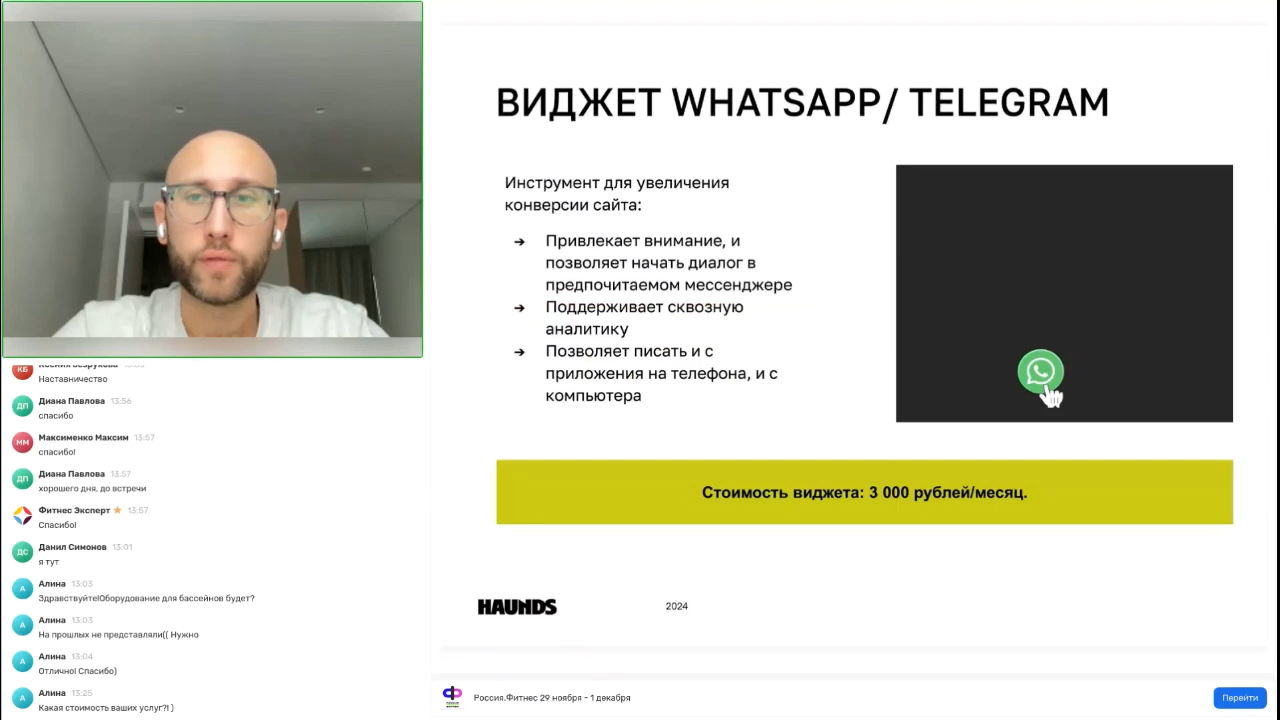 ВИДЖЕТ WHATSAPP/ TELEGRAM
Инструмент для увеличения
конверсии сайта:
➔ Привлекает внимание, и
позволяет начать диалог в
предпочитаемом мессенджере
➔ Поддерживает сквозную
аналитику
➔ Позволяет писать и с
приложения на телефона, и с
компьютера
Стоимость виджета: 3 000 рублей/месяц.
HAUNDS
2024
КБ
Наставничество
ДП Диана Павлова 13:56
спасибо
ММ Максименко Максим 13:57
спасибо!
ДП Диана Павлова 13:57
хорошего дня, до встречи
Фитнес Эксперт 13:57
Спасибо!
ДС Данил Симонов 13:01
я тут
А Алина 13:03
Здравствуйте!Оборудование для бассейнов будет?
А Алина 13:03
На прошлых не представляли(( Нужно
А Алина 13:04
Отлично! Спасибо)
А Алина 13:25
Какая стоимость ваших услуг?! )
Россия.Фитнес 29 ноября - 1 декабря
Перейти